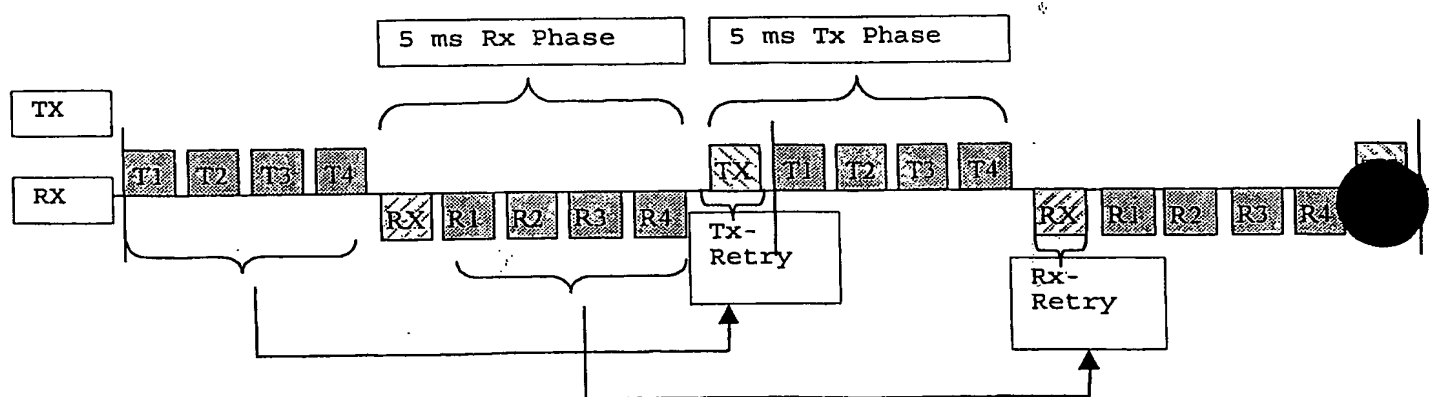 5 ms Rx Phase
5 ms Tx Phase
TX
T1 T2 T3 T4
TX T1 T2 T3 T4
RX
RX R1 R2 R3 R4
RX R1 R2 R3 R4
Tx-
Retry
Rx-
Retry